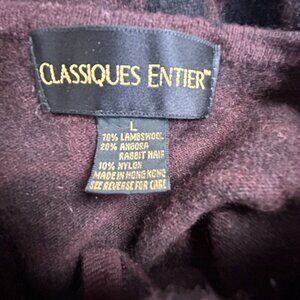 CLASSIQUES ENTIER™
L
70% LAMBSWOOL
20% ANGORA
RABBIT HAIR
10% NYLON
MADE IN HONG KONG
SEE REVERSE FOR CARE